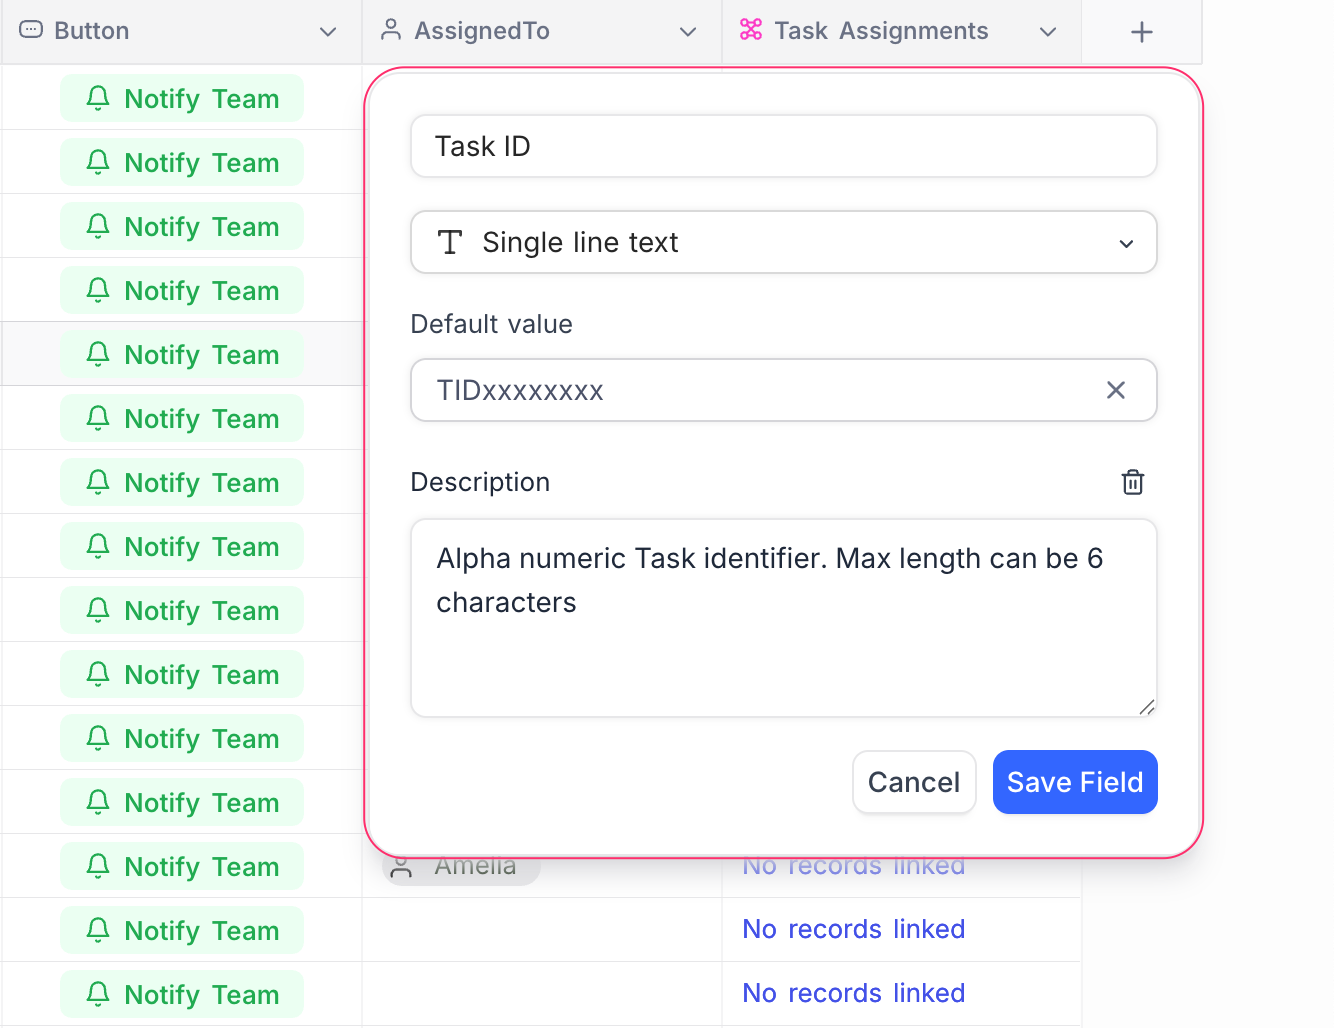 Button AssignedTo Task Assignments
Notify Team
Task ID
Notify Team
Notify Team
Single line text
Notify Team
Default value
Notify Team
TIDxxxxxxxx
Notify Team
Notify Team
Description
Notify Team
Alpha numeric Task identifier. Max length can be 6
characters
Notify Team
Notify Team
Notify Team
Notify Team
Cancel Save Field
Notify Team Amelia No records linked
Notify Team No records linked
Notify Team No records linked